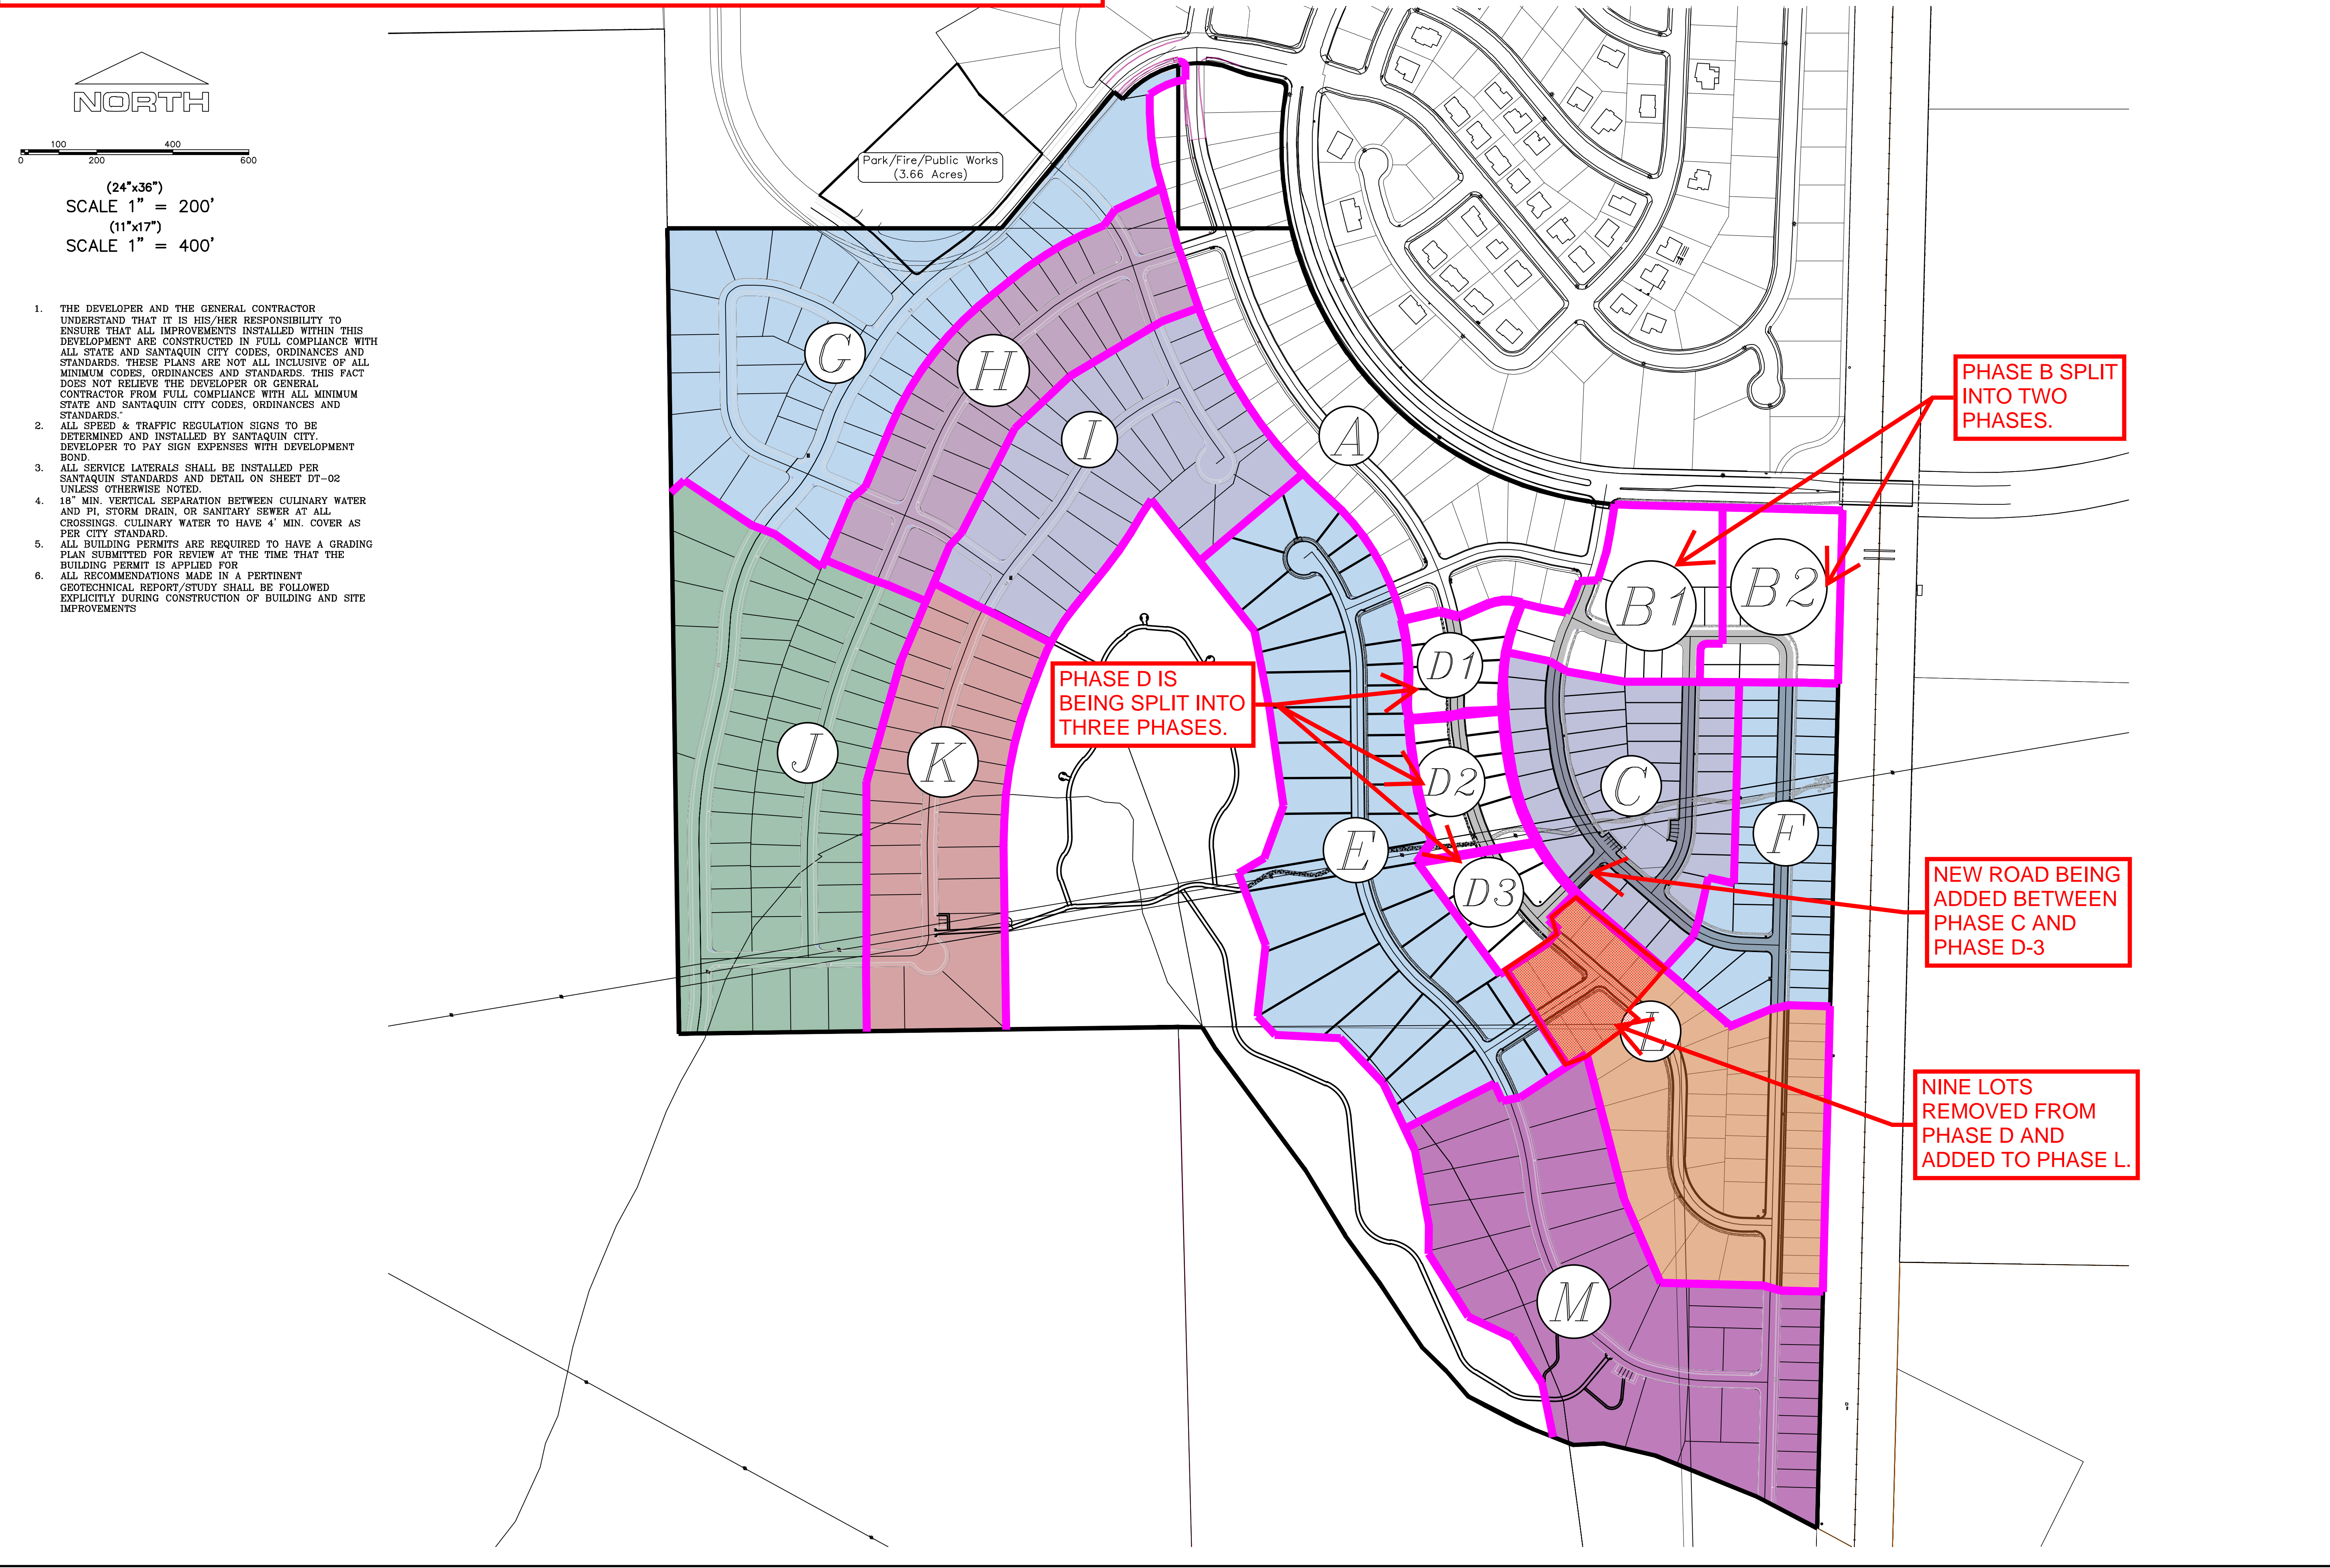 NORTH
100 400
0 200 600
(24"x36")
SCALE 1" = 200'
(11"x17")
SCALE 1" = 400'
1. THE DEVELOPER AND THE GENERAL CONTRACTOR
UNDERSTAND THAT IT IS HIS/HER RESPONSIBILITY TO
ENSURE THAT ALL IMPROVEMENTS INSTALLED WITHIN THIS
DEVELOPMENT ARE CONSTRUCTED IN FULL COMPLIANCE WITH
ALL STATE AND SANTAQUIN CITY CODES, ORDINANCES AND
STANDARDS. THESE PLANS ARE NOT ALL INCLUSIVE OF ALL
MINIMUM CODES, ORDINANCES AND STANDARDS. THIS FACT
DOES NOT RELIEVE THE DEVELOPER OR GENERAL
CONTRACTOR FROM FULL COMPLIANCE WITH ALL MINIMUM
STATE AND SANTAQUIN CITY CODES, ORDINANCES AND
STANDARDS."
2. ALL SPEED & TRAFFIC REGULATION SIGNS TO BE
DETERMINED AND INSTALLED BY SANTAQUIN CITY.
DEVELOPER TO PAY SIGN EXPENSES WITH DEVELOPMENT
BOND.
3. ALL SERVICE LATERALS SHALL BE INSTALLED PER
SANTAQUIN STANDARDS AND DETAIL ON SHEET DT-02
UNLESS OTHERWISE NOTED.
4. 18" MIN. VERTICAL SEPARATION BETWEEN CULINARY WATER
AND PI, STORM DRAIN, OR SANITARY SEWER AT ALL
CROSSINGS. CULINARY WATER TO HAVE 4' MIN. COVER AS
PER CITY STANDARD.
5. ALL BUILDING PERMITS ARE REQUIRED TO HAVE A GRADING
PLAN SUBMITTED FOR REVIEW AT THE TIME THAT THE
BUILDING PERMIT IS APPLIED FOR
6. ALL RECOMMENDATIONS MADE IN A PERTINENT
GEOTECHNICAL REPORT/STUDY SHALL BE FOLLOWED
EXPLICITLY DURING CONSTRUCTION OF BUILDING AND SITE
IMPROVEMENTS
Park/Fire/Public Works
(3.66 Acres)
G
H
I
A
B1
B2
PHASE B SPLIT
INTO TWO
PHASES.
PHASE D IS
BEING SPLIT INTO
THREE PHASES.
D1
D2
D3
C
F
E
J
K
L
M
NEW ROAD BEING
ADDED BETWEEN
PHASE C AND
PHASE D-3
NINE LOTS
REMOVED FROM
PHASE D AND
ADDED TO PHASE L.